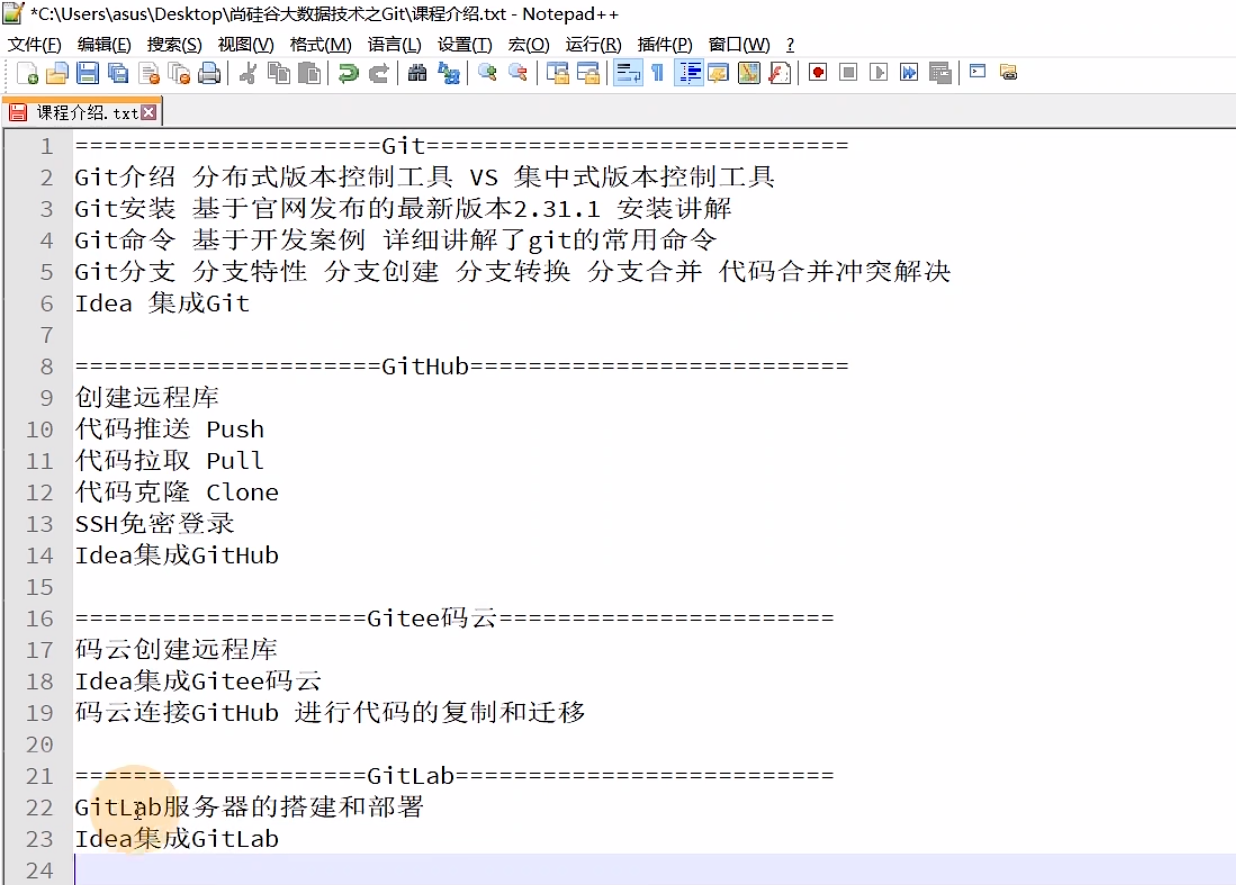 *C:\Users\asus\Desktop\尚硅谷大数据技术之Git\课程介绍.txt - Notepad++
文件(F) 编辑(E) 搜索(S) 视图(V) 格式(M) 语言(L) 设置(T) 宏(O) 运行(R) 插件(P) 窗口(W) ?
课程介绍.txt
1 =====================Git=============================
2 Git介绍 分布式版本控制工具 VS 集中式版本控制工具
3 Git安装 基于官网发布的最新版本2.31.1 安装讲解
4 Git命令 基于开发案例 详细讲解了git的常用命令
5 Git分支 分支特性 分支创建 分支转换 分支合并 代码合并冲突解决
6 Idea 集成Git
7
8 =====================GitHub==========================
9 创建远程库
10 代码推送 Push
11 代码拉取 Pull
12 代码克隆 Clone
13 SSH免密登录
14 Idea集成GitHub
15
16 ====================Gitee码云=======================
17 码云创建远程库
18 Idea集成Gitee码云
19 码云连接GitHub 进行代码的复制和迁移
20
21 ====================GitLab==========================
22 GitLab服务器的搭建和部署
23 Idea集成GitLab
24